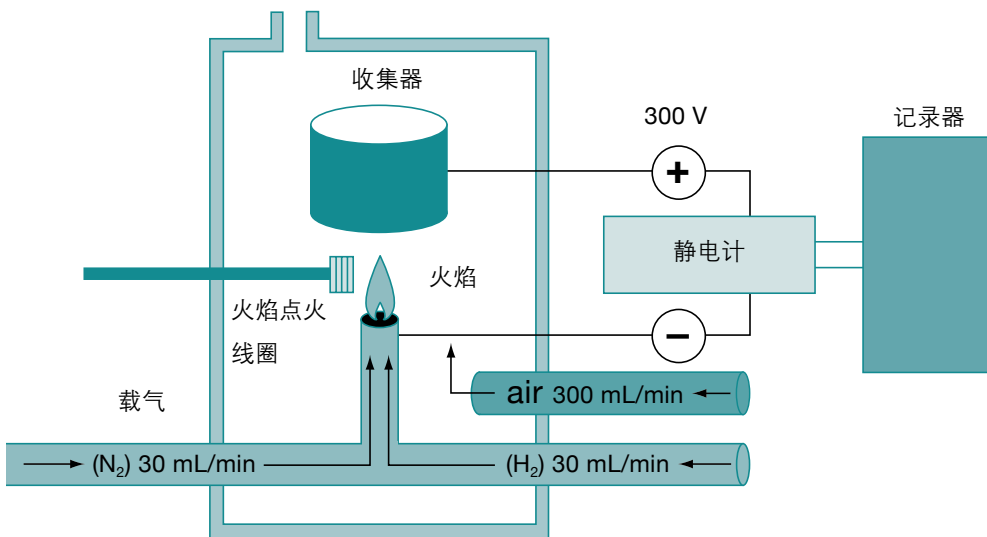 收集器
300 V
记录器
+
静电计
火焰
火焰点火
线圈
−
载气
air 300 mL/min
(N₂) 30 mL/min
(H₂) 30 mL/min